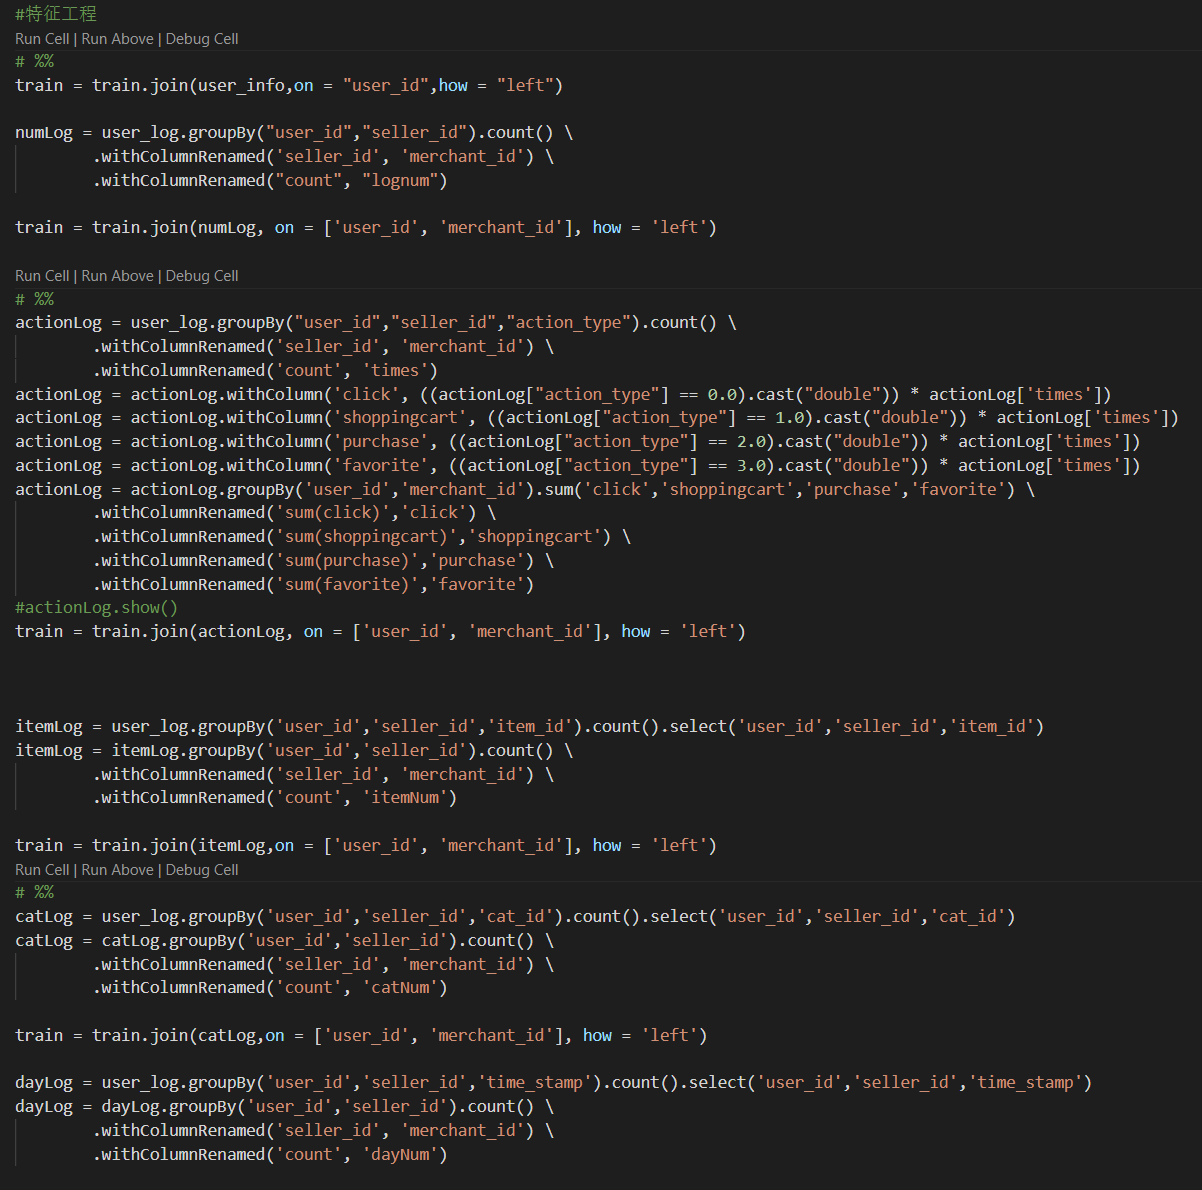 #特征工程
Run Cell | Run Above | Debug Cell
# %%
train = train.join(user_info,on = "user_id",how = "left")
numLog = user_log.groupBy("user_id","seller_id").count() \
        .withColumnRenamed('seller_id', 'merchant_id') \
        .withColumnRenamed("count", "lognum")
train = train.join(numLog, on = ['user_id', 'merchant_id'], how = 'left')
Run Cell | Run Above | Debug Cell
# %%
actionLog = user_log.groupBy("user_id","seller_id","action_type").count() \
        .withColumnRenamed('seller_id', 'merchant_id') \
        .withColumnRenamed('count', 'times')
actionLog = actionLog.withColumn('click', ((actionLog["action_type"] == 0.0).cast("double")) * actionLog['times'])
actionLog = actionLog.withColumn('shoppingcart', ((actionLog["action_type"] == 1.0).cast("double")) * actionLog['times'])
actionLog = actionLog.withColumn('purchase', ((actionLog["action_type"] == 2.0).cast("double")) * actionLog['times'])
actionLog = actionLog.withColumn('favorite', ((actionLog["action_type"] == 3.0).cast("double")) * actionLog['times'])
actionLog = actionLog.groupBy('user_id','merchant_id').sum('click','shoppingcart','purchase','favorite') \
        .withColumnRenamed('sum(click)','click') \
        .withColumnRenamed('sum(shoppingcart)','shoppingcart') \
        .withColumnRenamed('sum(purchase)','purchase') \
        .withColumnRenamed('sum(favorite)','favorite')
#actionLog.show()
train = train.join(actionLog, on = ['user_id', 'merchant_id'], how = 'left')
itemLog = user_log.groupBy('user_id','seller_id','item_id').count().select('user_id','seller_id','item_id')
itemLog = itemLog.groupBy('user_id','seller_id').count() \
        .withColumnRenamed('seller_id', 'merchant_id') \
        .withColumnRenamed('count', 'itemNum')
train = train.join(itemLog,on = ['user_id', 'merchant_id'], how = 'left')
Run Cell | Run Above | Debug Cell
# %%
catLog = user_log.groupBy('user_id','seller_id','cat_id').count().select('user_id','seller_id','cat_id')
catLog = catLog.groupBy('user_id','seller_id').count() \
        .withColumnRenamed('seller_id', 'merchant_id') \
        .withColumnRenamed('count', 'catNum')
train = train.join(catLog,on = ['user_id', 'merchant_id'], how = 'left')
dayLog = user_log.groupBy('user_id','seller_id','time_stamp').count().select('user_id','seller_id','time_stamp')
dayLog = dayLog.groupBy('user_id','seller_id').count() \
        .withColumnRenamed('seller_id', 'merchant_id') \
        .withColumnRenamed('count', 'dayNum')